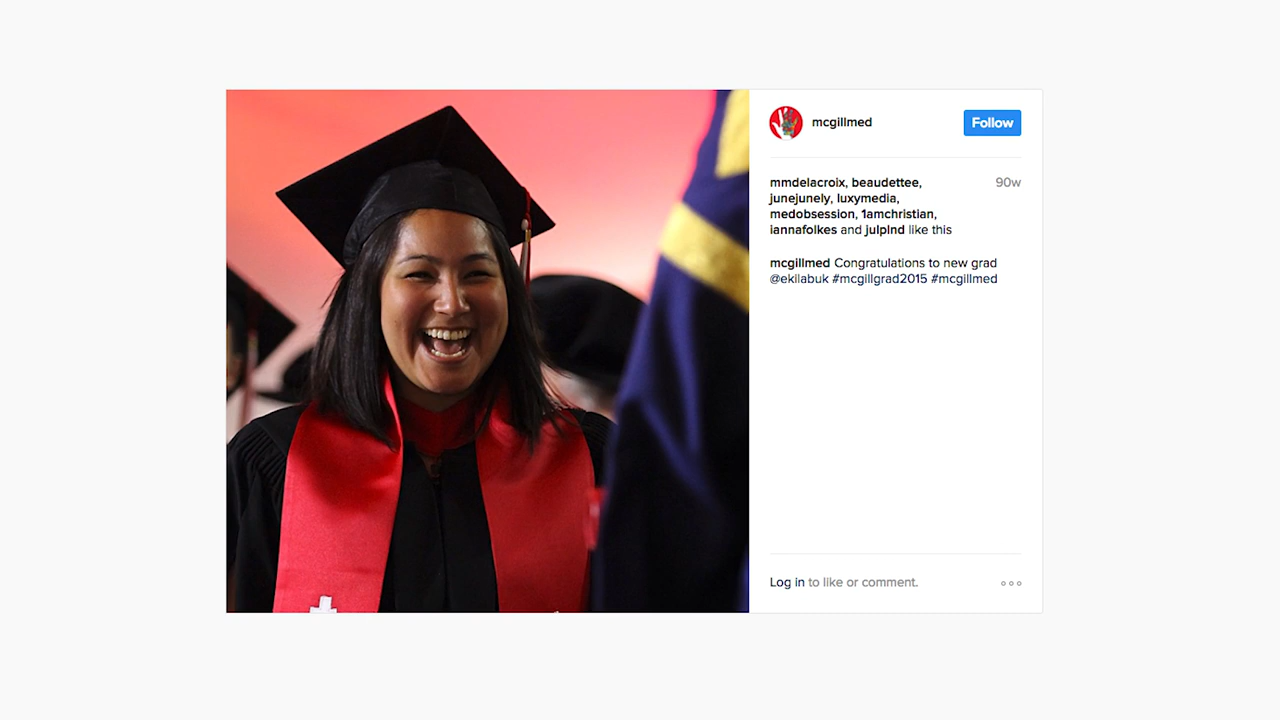 mcgillmed
Follow
mmdelacroix, beaudettee,
90w
junejunely, luxymedia,
medobsession, 1amchristian,
iannafolkes and julplnd like this
mcgillmed Congratulations to new grad
@ekilabuk #mcgillgrad2015 #mcgillmed
Log in to like or comment.